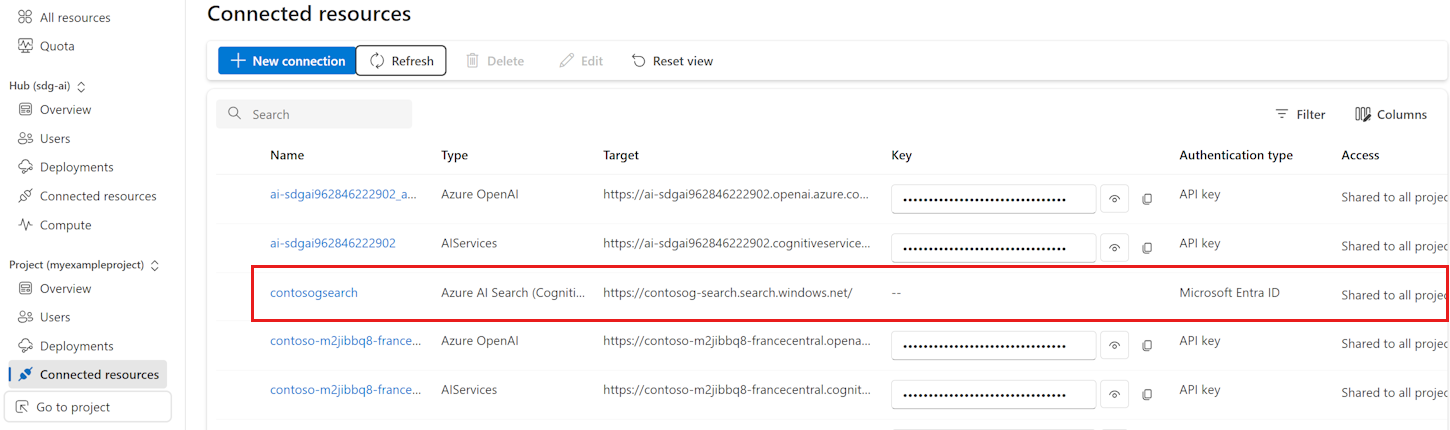 All resources
Quota
Hub (sdg-ai)
Overview
Users
Deployments
Connected resources
Compute
Project (myexampleproject)
Overview
Users
Deployments
Connected resources
Go to project
Connected resources
New connection Refresh Delete Edit Reset view
Search Filter Columns
Name Type Target Key Authentication type Access
ai-sdgai962846222902_a... Azure OpenAI https://ai-sdgai962846222902.openai.azure.co... •••••••••••••••••••••••••••••••• API key Shared to all projec
ai-sdgai962846222902 AIServices https://ai-sdgai962846222902.cognitiveservice... •••••••••••••••••••••••••••••••• API key Shared to all projec
contosogsearch Azure AI Search (Cogniti... https://contosog-search.search.windows.net/ -- Microsoft Entra ID Shared to all projec
contoso-m2jibbq8-france... Azure OpenAI https://contoso-m2jibbq8-francecentral.opena... •••••••••••••••••••••••••••••••• API key Shared to all projec
contoso-m2jibbq8-france... AIServices https://contoso-m2jibbq8-francecentral.cognit... •••••••••••••••••••••••••••••••• API key Shared to all projec